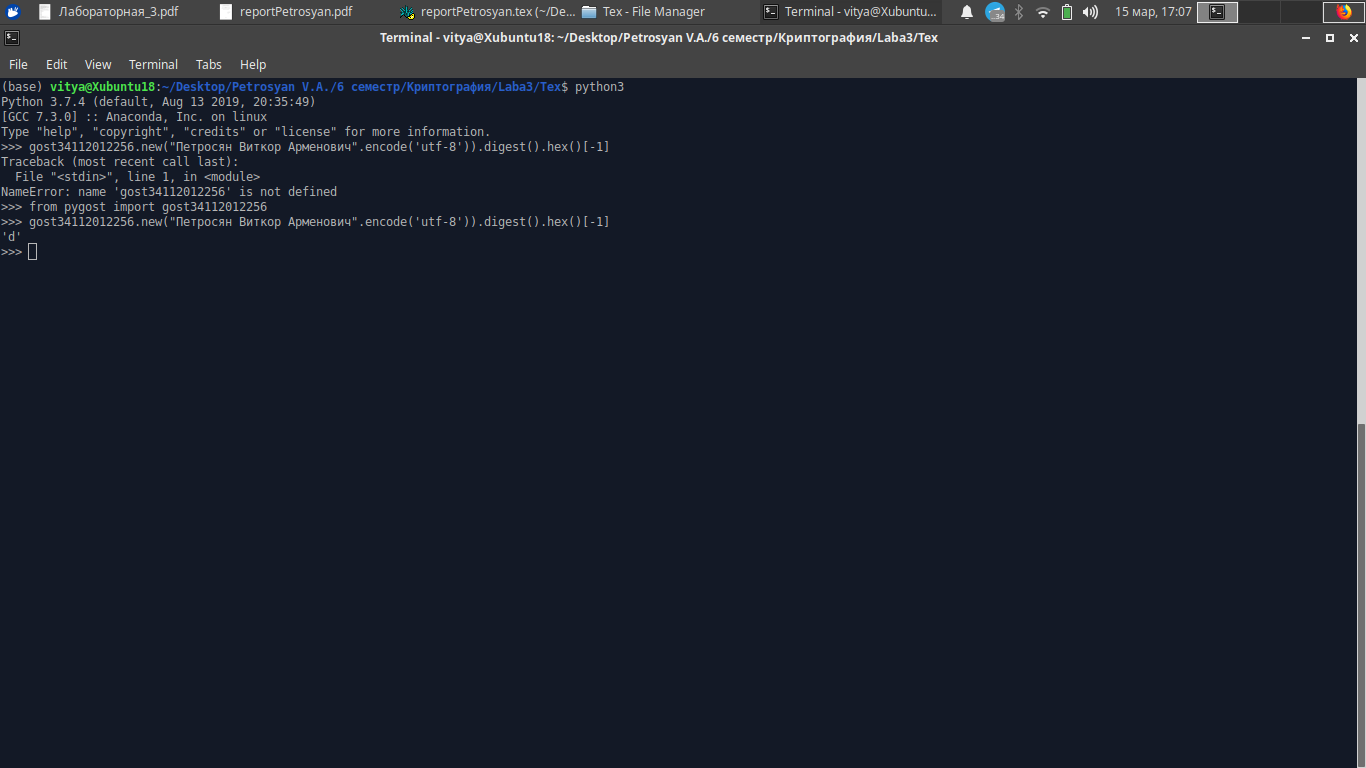 Лабораторная_3.pdf reportPetrosyan.pdf reportPetrosyan.tex (~/De... Tex - File Manager Terminal - vitya@Xubuntu... 34 15 мар, 17:07
Terminal - vitya@Xubuntu18: ~/Desktop/Petrosyan V.A./6 семестр/Криптография/Laba3/Tex
File Edit View Terminal Tabs Help
(base) vitya@Xubuntu18:~/Desktop/Petrosyan V.A./6 семестр/Криптография/Laba3/Tex$ python3
Python 3.7.4 (default, Aug 13 2019, 20:35:49)
[GCC 7.3.0] :: Anaconda, Inc. on linux
Type "help", "copyright", "credits" or "license" for more information.
>>> gost34112012256.new("Петросян Виткор Арменович".encode('utf-8')).digest().hex()[-1]
Traceback (most recent call last):
  File "<stdin>", line 1, in <module>
NameError: name 'gost34112012256' is not defined
>>> from pygost import gost34112012256
>>> gost34112012256.new("Петросян Виткор Арменович".encode('utf-8')).digest().hex()[-1]
'd'
>>>